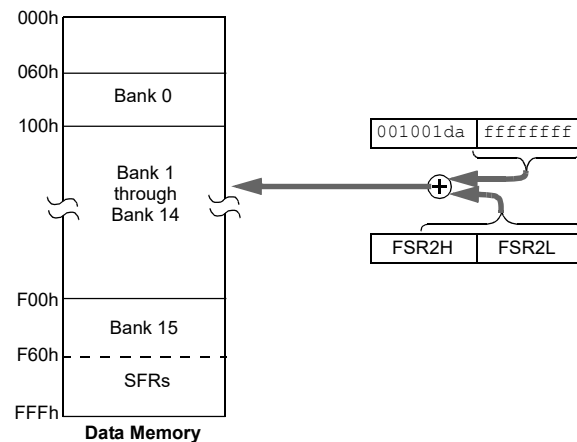 000h
060h
Bank 0
100h
001001da ffffffff
Bank 1
through
Bank 14
FSR2H FSR2L
F00h
Bank 15
F60h
SFRs
FFFh
Data Memory